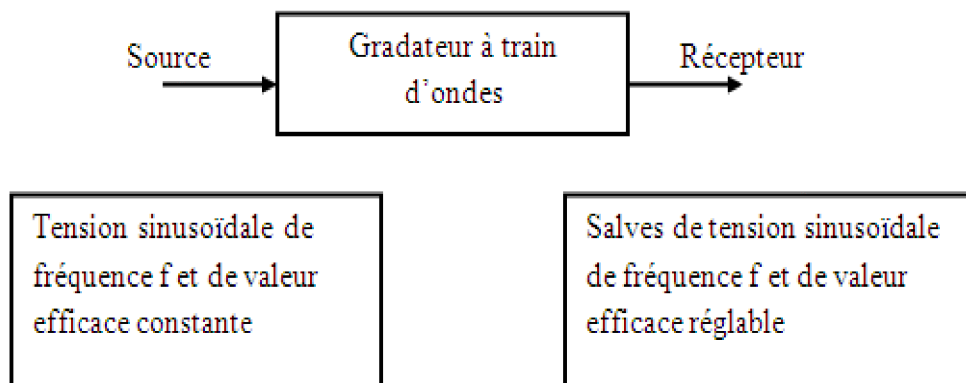 Source
Gradateur à train
d'ondes
Récepteur
Tension sinusoïdale de
fréquence f et de valeur
efficace constante
Salves de tension sinusoïdale
de fréquence f et de valeur
efficace réglable